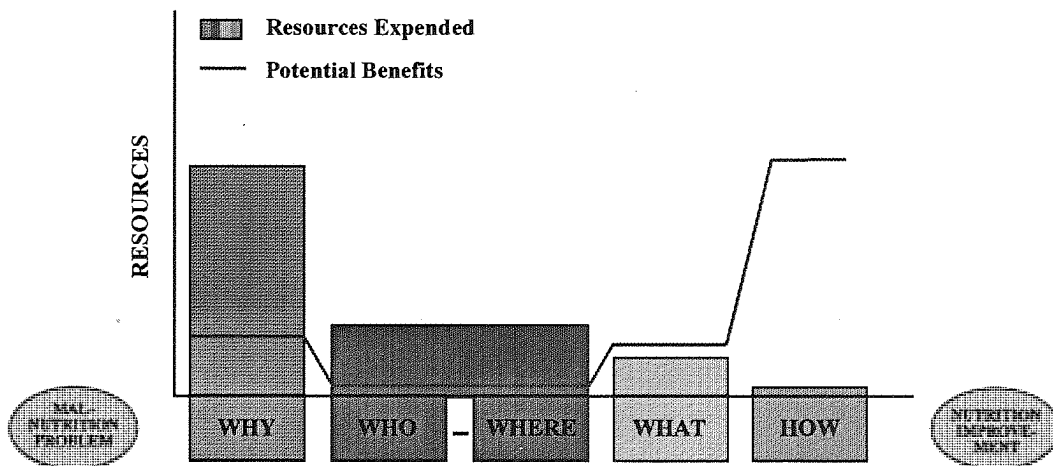 Resources Expended
Potential Benefits
RESOURCES
MAL-
NUTRITION
PROBLEM
WHY
WHO
–
WHERE
WHAT
HOW
NUTRITION
IMPROVE-
MENT